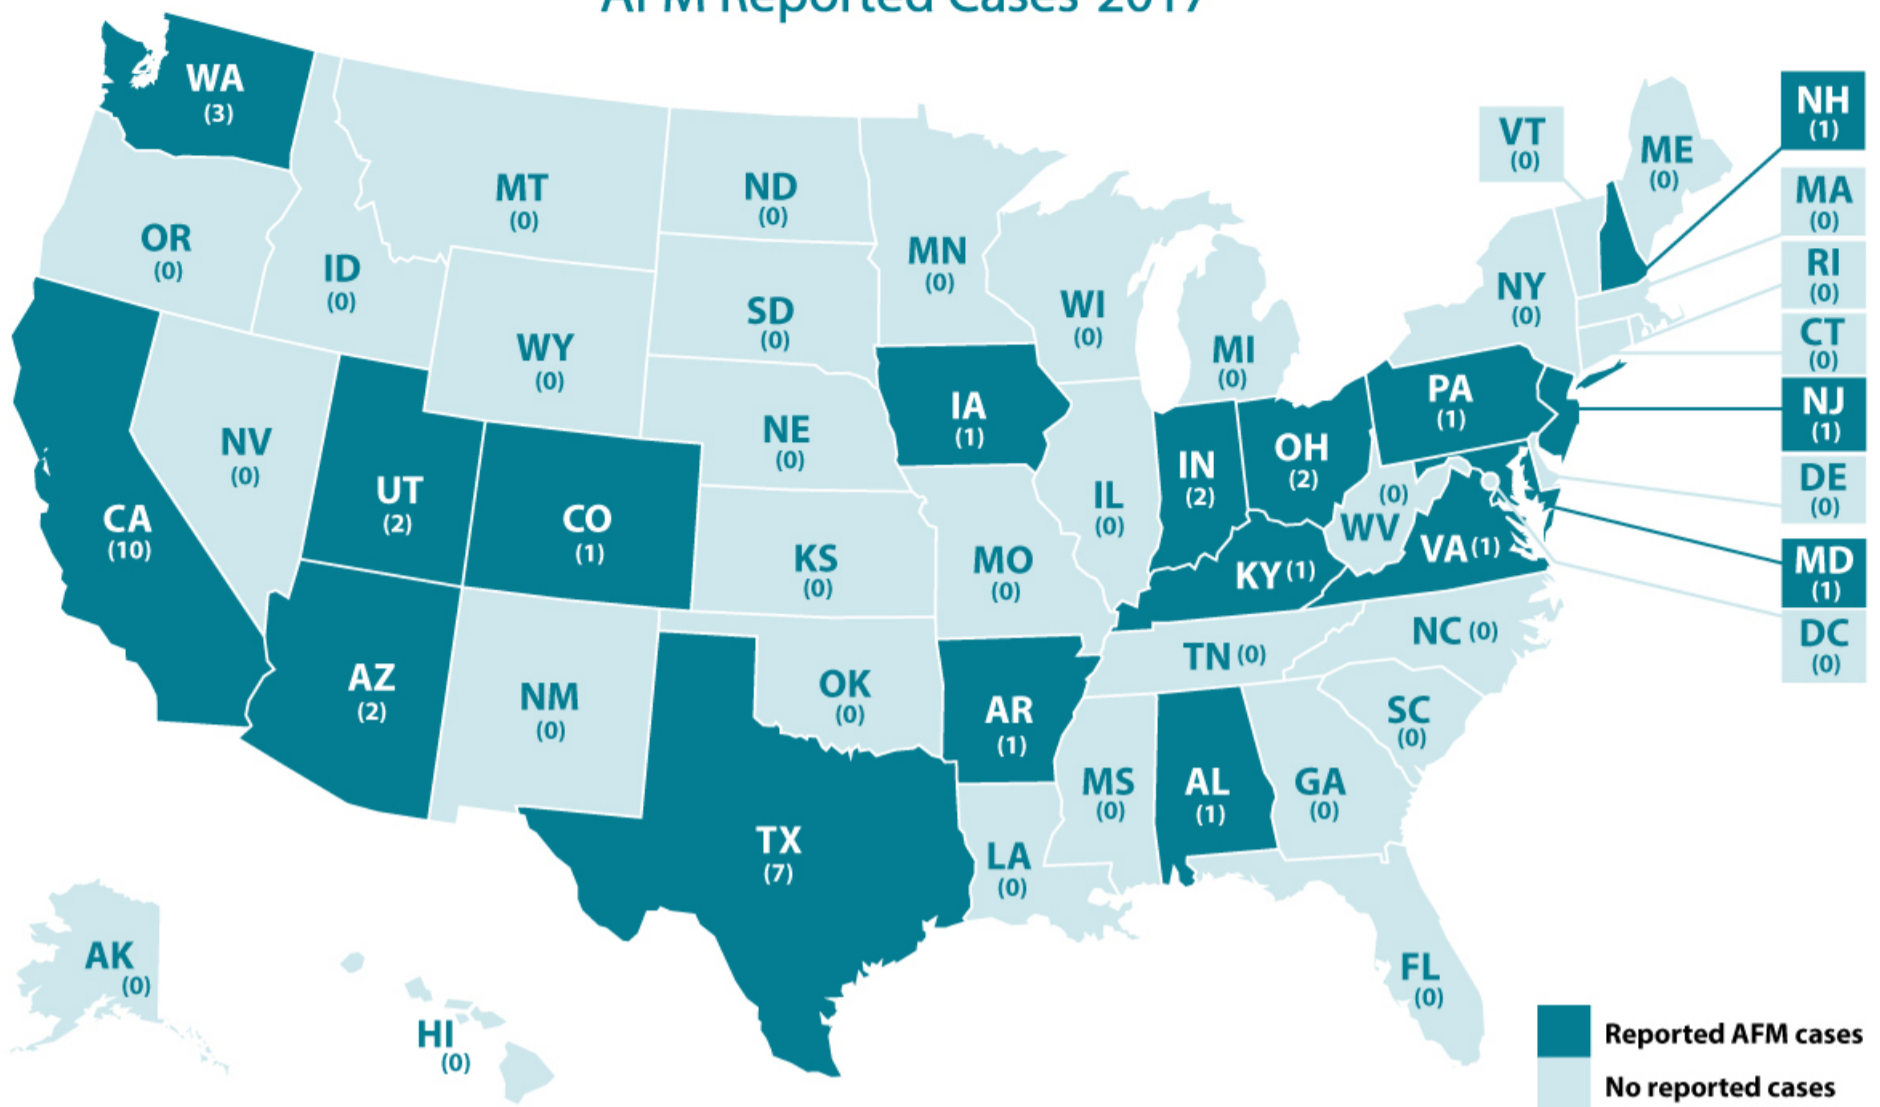 AFM Reported Cases 2017
WA
(3)
OR
(0)
ID
(0)
MT
(0)
ND
(0)
MN
(0)
SD
(0)
WY
(0)
WI
(0)
MI
(0)
NY
(0)
VT
(0)
ME
(0)
NH
(1)
MA
(0)
RI
(0)
CT
(0)
NJ
(1)
DE
(0)
MD
(1)
DC
(0)
CA
(10)
NV
(0)
UT
(2)
CO
(1)
NE
(0)
IA
(1)
IL
(0)
IN
(2)
OH
(2)
PA
(1)
(0)
WV
VA (1)
KY (1)
KS
(0)
MO
(0)
AZ
(2)
NM
(0)
OK
(0)
AR
(1)
TN (0)
NC (0)
SC
(0)
MS
(0)
AL
(1)
GA
(0)
TX
(7)
LA
(0)
FL
(0)
AK
(0)
HI
(0)
Reported AFM cases
No reported cases